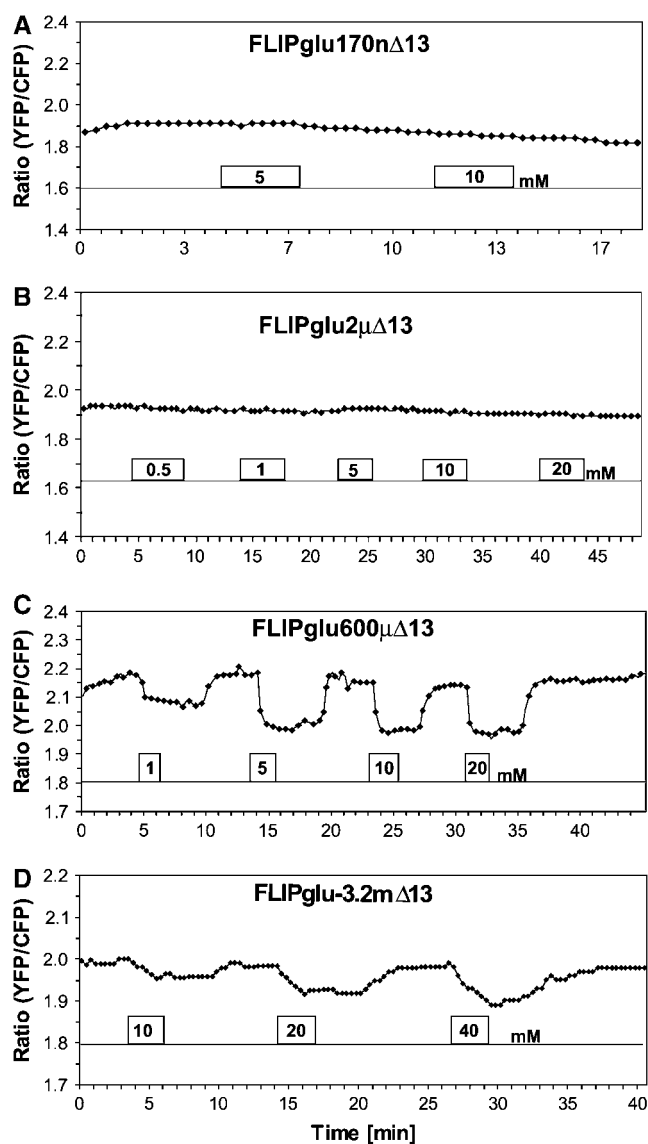 A
FLIPglu170nΔ13
Ratio (YFP/CFP)
2.4
2.2
2.0
1.8
1.6
1.4
5
10
mM
0 3 7 10 13 17
B
FLIPglu2µΔ13
Ratio (YFP/CFP)
2.4
2.2
2.0
1.8
1.6
1.4
0.5
1
5
10
20
mM
0 5 10 15 20 25 30 35 40 45
C
FLIPglu600µΔ13
Ratio (YFP/CFP)
2.4
2.3
2.2
2.1
2.0
1.9
1.8
1.7
1
5
10
20
mM
0 5 10 15 20 25 30 35 40
D
FLIPglu-3.2mΔ13
Ratio (YFP/CFP)
2.2
2.1
2.0
1.9
1.8
1.7
10
20
40
mM
0 5 10 15 20 25 30 35 40
Time [min]